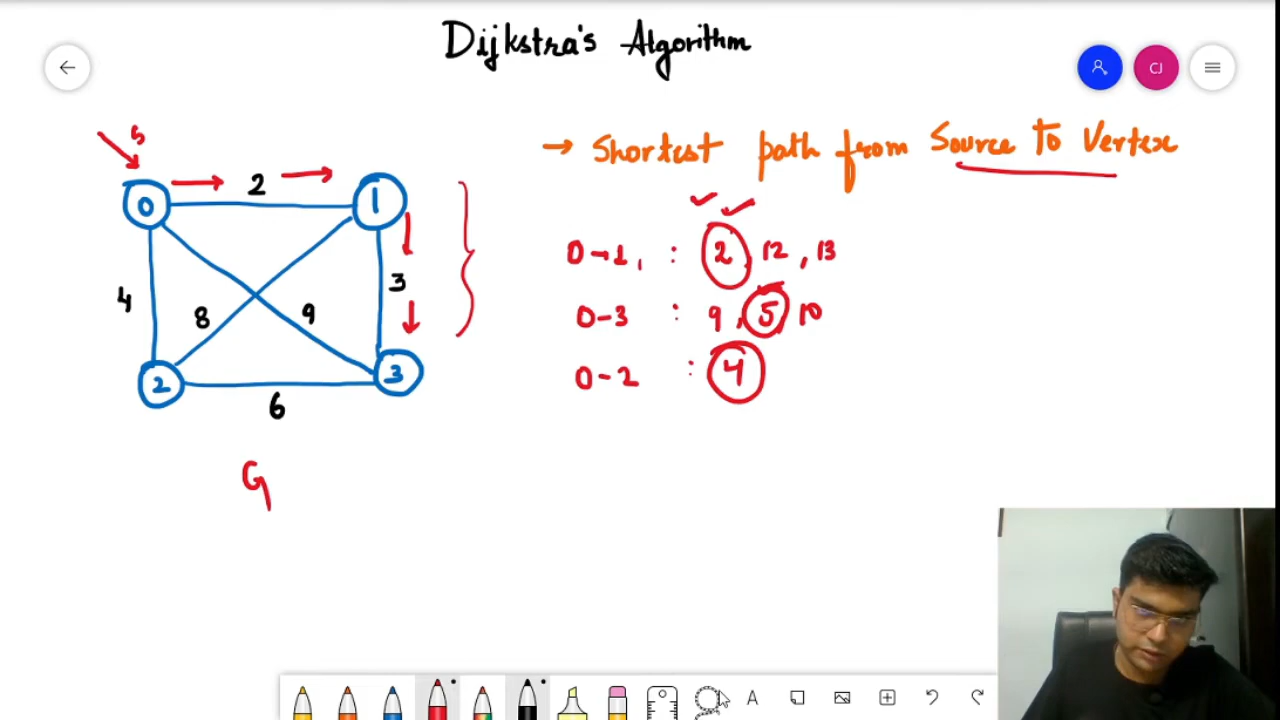 Dijkstra's Algorithm
CJ
→ Shortest path from Source to Vertex
S
0 2 1
0-1, : 2, 12, 13
4 8 9 3
0-3 : 9, 5, 10
0-2 : 4
2 6 3
G
A